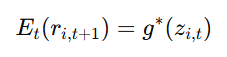 E_t(r_{i,t+1}) = g^*(z_{i,t})